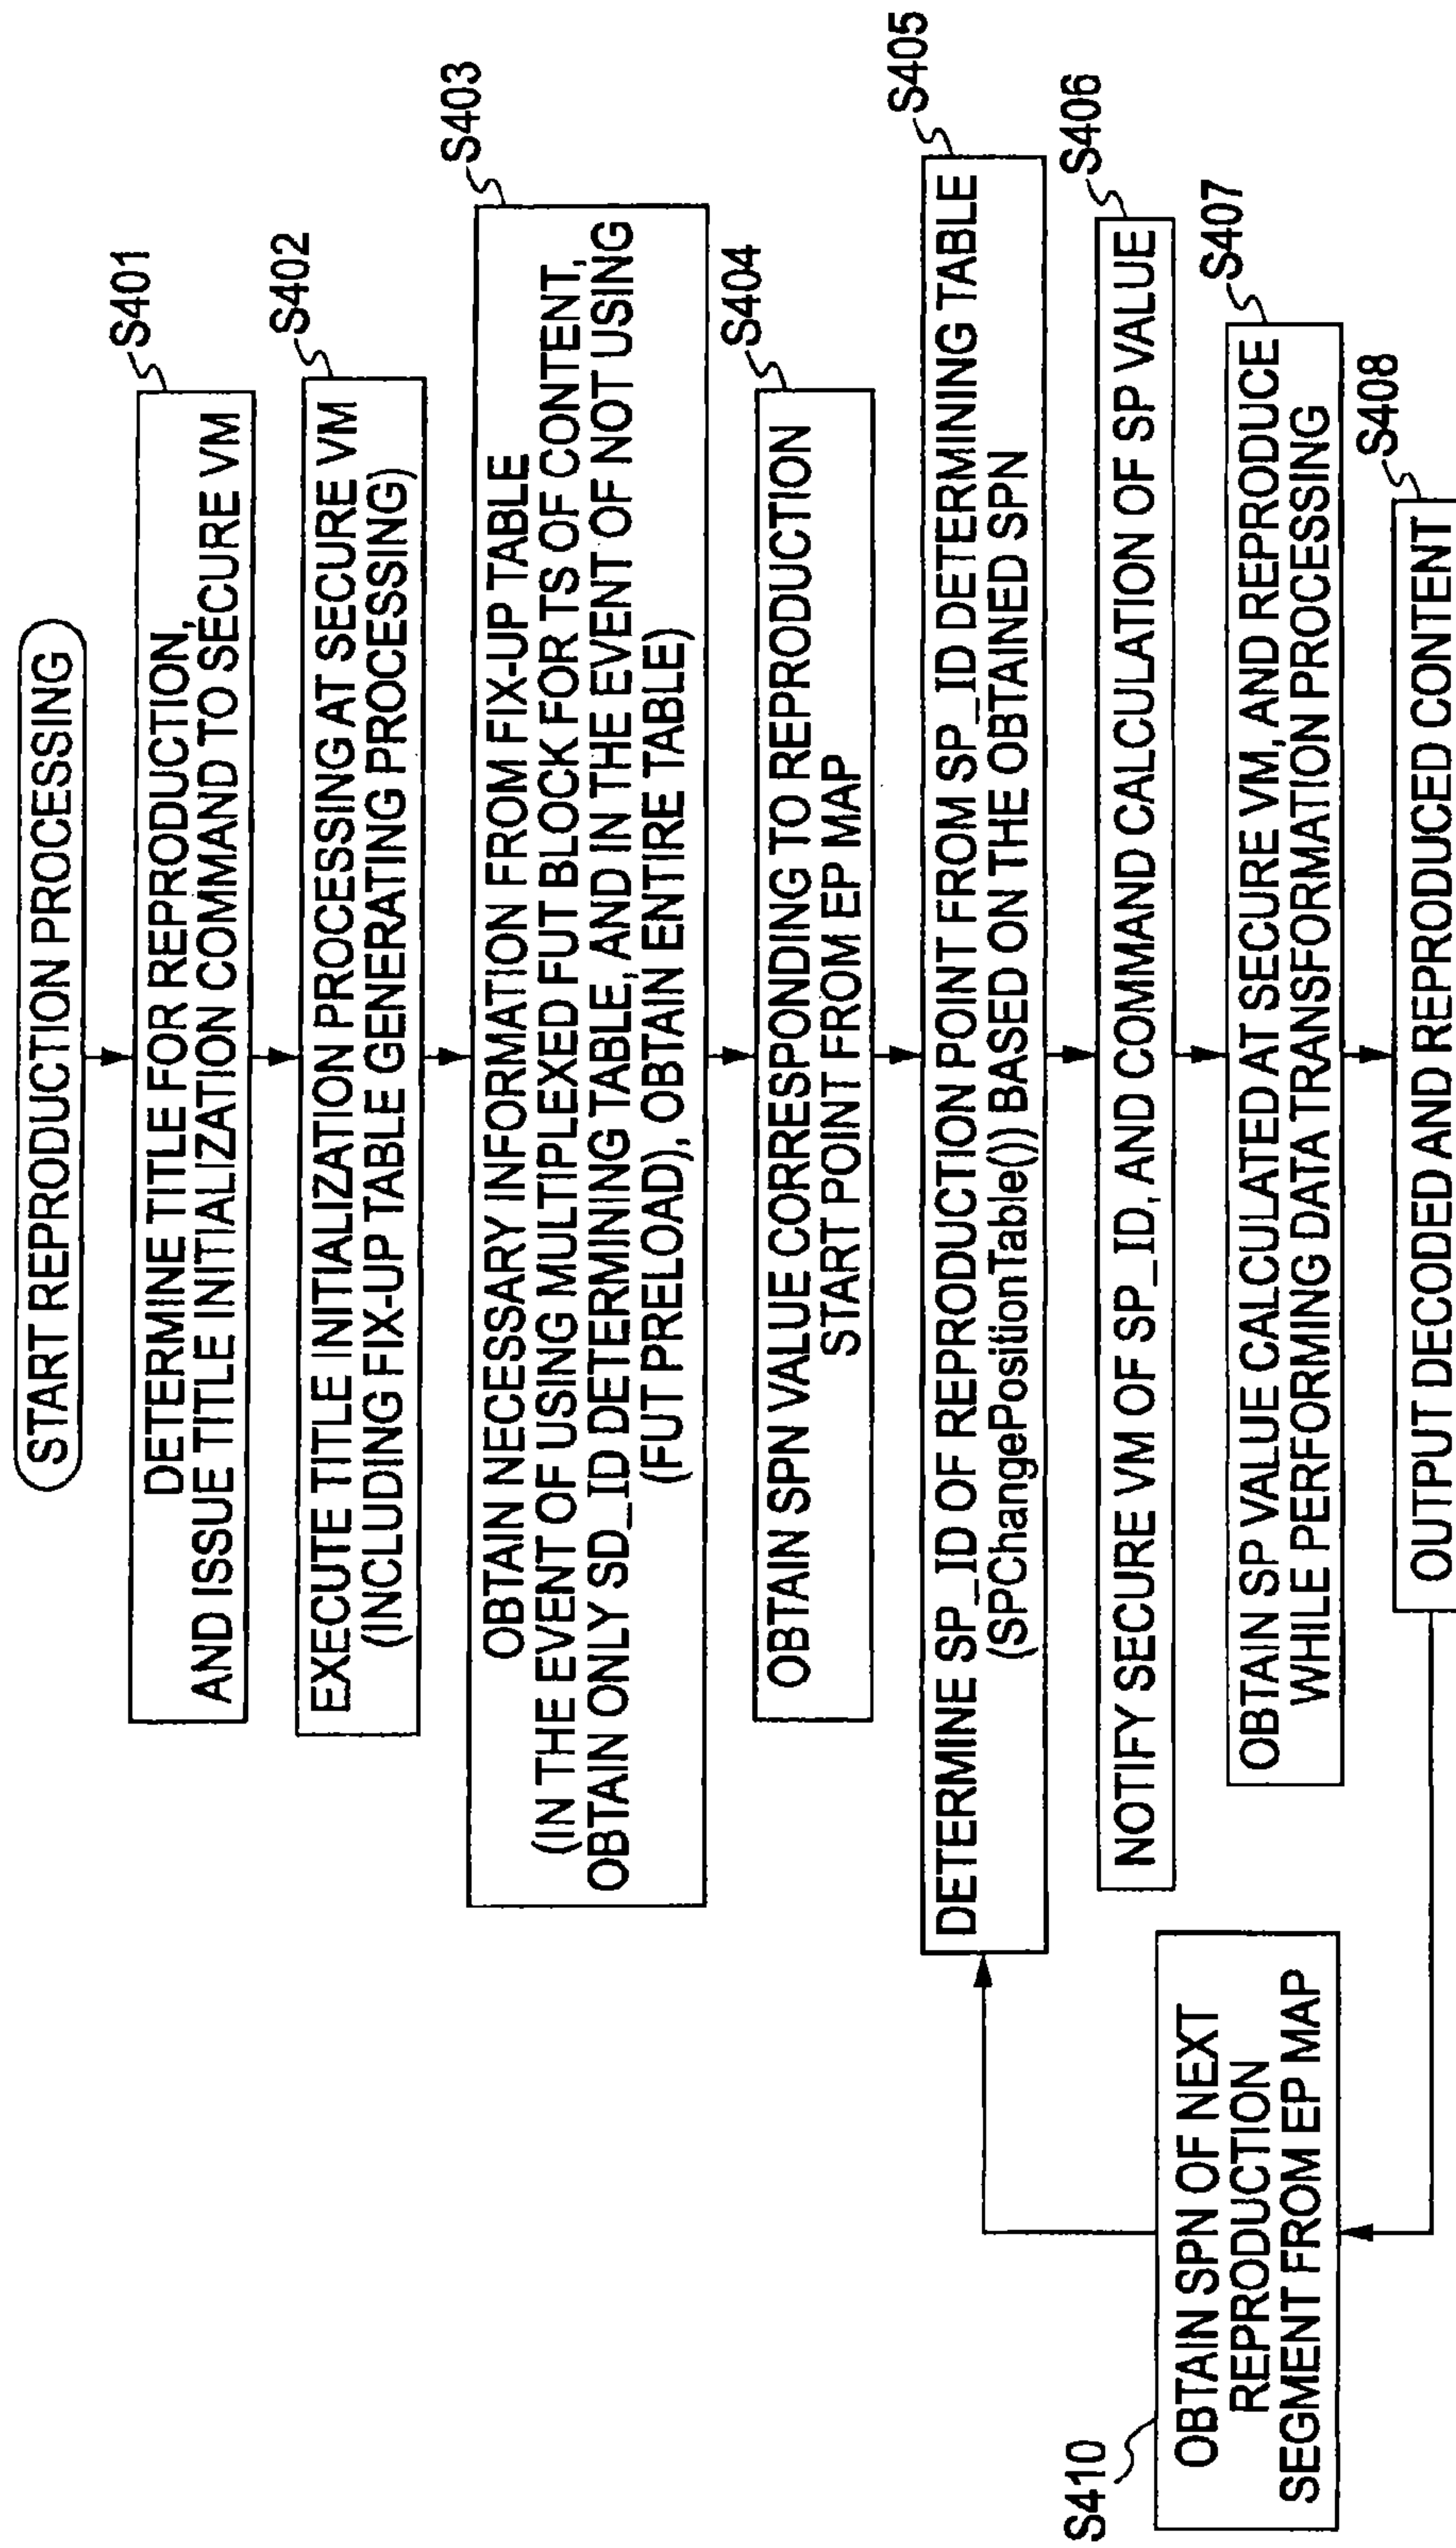 START REPRODUCTION PROCESSING
S401
DETERMINE TITLE FOR REPRODUCTION,
AND ISSUE TITLE INITIALIZATION COMMAND TO SECURE VM
S402
EXECUTE TITLE INITIALIZATION PROCESSING AT SECURE VM
(INCLUDING FIX-UP TABLE GENERATING PROCESSING)
S403
OBTAIN NECESSARY INFORMATION FROM FIX-UP TABLE
(IN THE EVENT OF USING MULTIPLEXED FUT BLOCK FOR TS OF CONTENT,
OBTAIN ONLY SD_ID DETERMINING TABLE, AND IN THE EVENT OF NOT USING
(FUT PRELOAD), OBTAIN ENTIRE TABLE)
S404
OBTAIN SPN VALUE CORRESPONDING TO REPRODUCTION
START POINT FROM EP MAP
S405
DETERMINE SP_ID OF REPRODUCTION POINT FROM SP_ID DETERMINING TABLE
(SPChangePositionTable()) BASED ON THE OBTAINED SPN
S406
NOTIFY SECURE VM OF SP_ID, AND COMMAND CALCULATION OF SP VALUE
S407
OBTAIN SP VALUE CALCULATED AT SECURE VM, AND REPRODUCE
WHILE PERFORMING DATA TRANSFORMATION PROCESSING
S408
OUTPUT DECODED AND REPRODUCED CONTENT
S410
OBTAIN SPN OF NEXT
REPRODUCTION
SEGMENT FROM EP MAP